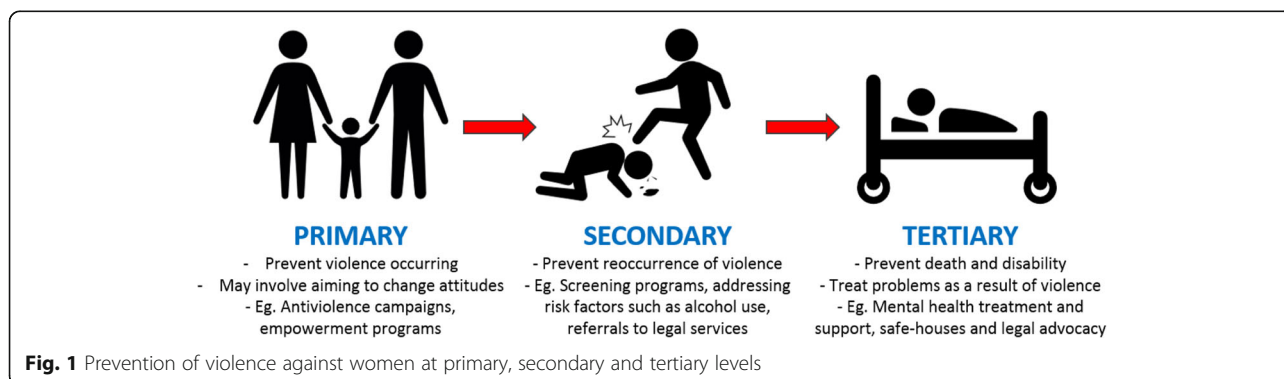 PRIMARY
- Prevent violence occurring
- May involve aiming to change attitudes
- Eg. Antiviolence campaigns,
empowerment programs
SECONDARY
- Prevent reoccurrence of violence
- Eg. Screening programs, addressing
risk factors such as alcohol use,
referrals to legal services
TERTIARY
- Prevent death and disability
- Treat problems as a result of violence
- Eg. Mental health treatment and
support, safe-houses and legal advocacy
Fig. 1 Prevention of violence against women at primary, secondary and tertiary levels